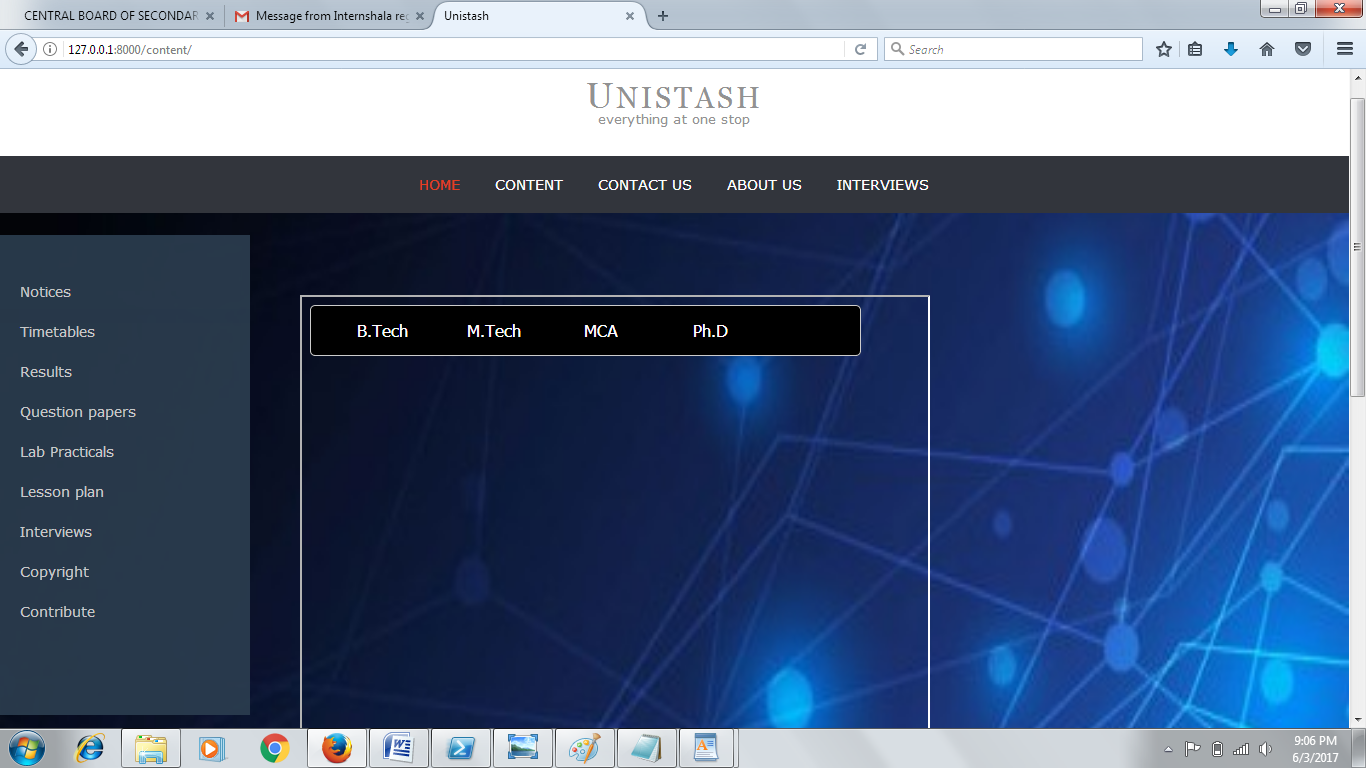 CENTRAL BOARD OF SECONDAR
Message from Internshala re
Unistash
127.0.0.1:8000/content/
Search
UNISTASH
everything at one stop
HOME CONTENT CONTACT US ABOUT US INTERVIEWS
B.Tech M.Tech MCA Ph.D
Notices
Timetables
Results
Question papers
Lab Practicals
Lesson plan
Interviews
Copyright
Contribute
9:06 PM
6/3/2017